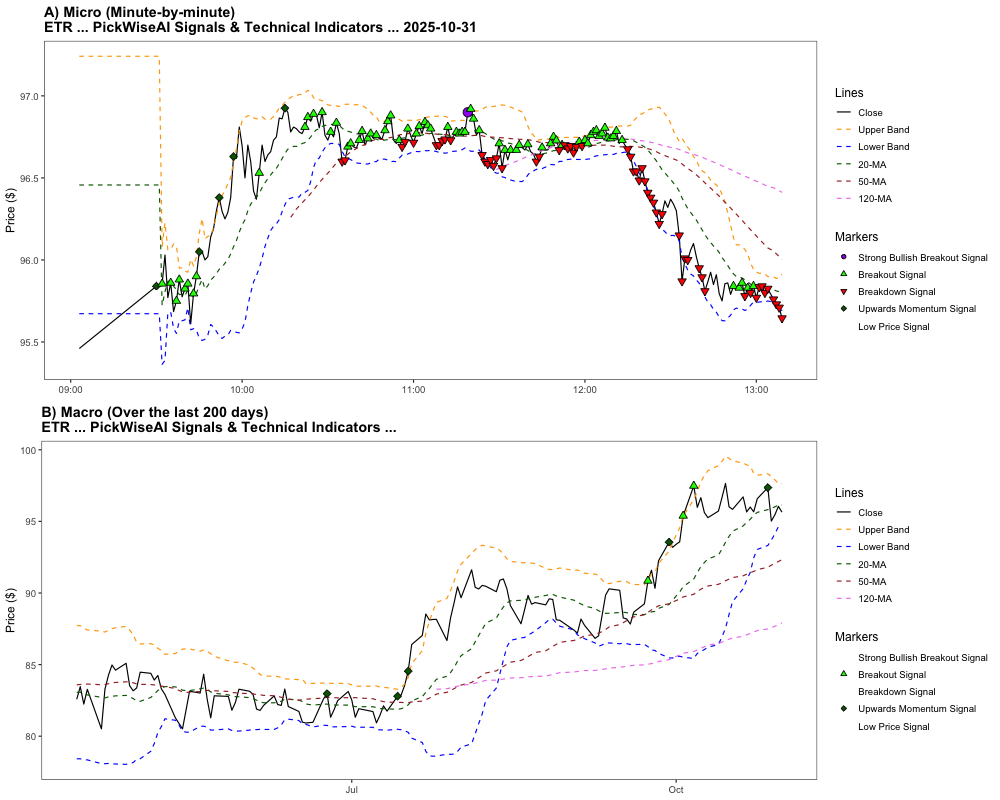 A) Micro (Minute-by-minute)
ETR ... PickWiseAI Signals & Technical Indicators ... 2025-10-31
Price ($)
97.0
96.5
96.0
95.5
09:00
10:00
11:00
12:00
13:00
Lines
Close
Upper Band
Lower Band
20-MA
50-MA
120-MA
Markers
Strong Bullish Breakout Signal
Breakout Signal
Breakdown Signal
Upwards Momentum Signal
Low Price Signal
B) Macro (Over the last 200 days)
ETR ... PickWiseAI Signals & Technical Indicators ...
Price ($)
100
95
90
85
80
Jul
Oct
Lines
Close
Upper Band
Lower Band
20-MA
50-MA
120-MA
Markers
Strong Bullish Breakout Signal
Breakout Signal
Breakdown Signal
Upwards Momentum Signal
Low Price Signal